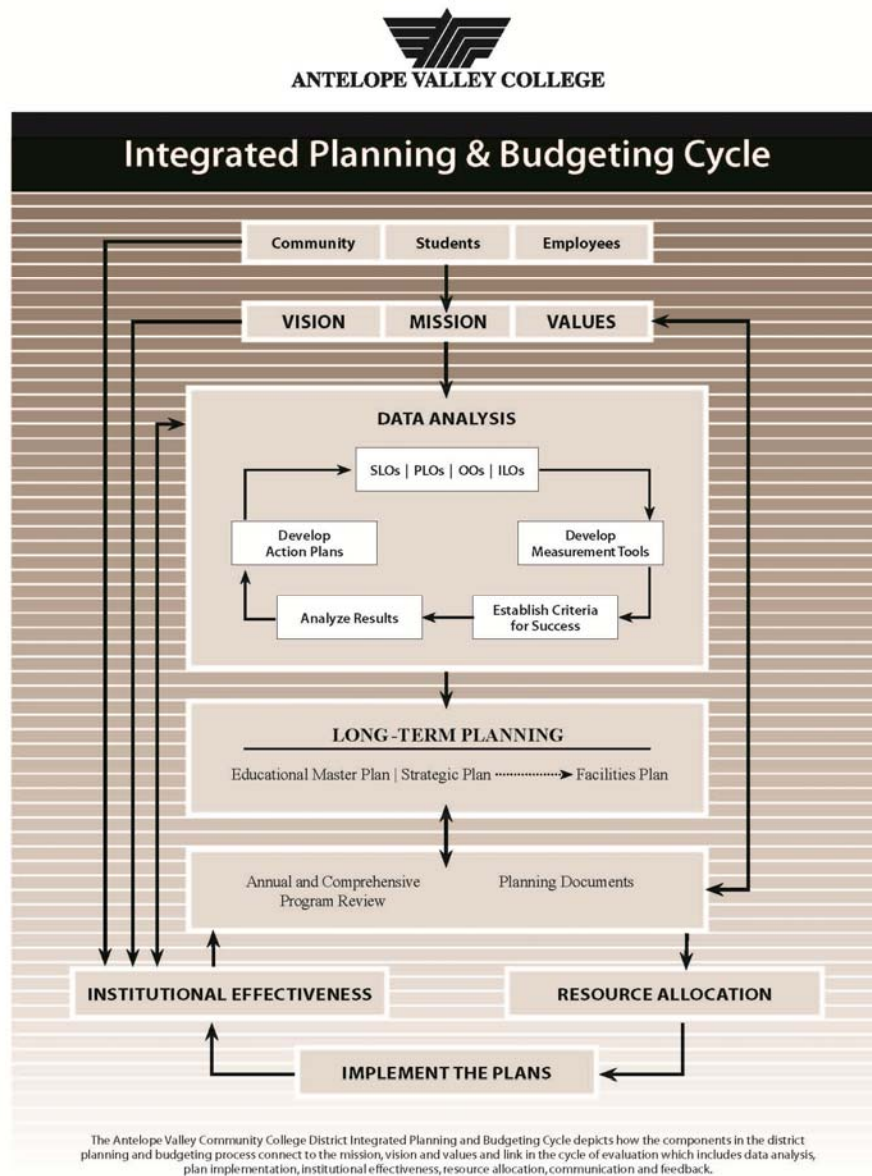 ANTELOPE VALLEY COLLEGE
Integrated Planning & Budgeting Cycle
Community Students Employees
VISION MISSION VALUES
DATA ANALYSIS
SLOs | PLOs | OOs | ILOs
Develop
Action Plans
Develop
Measurement Tools
Analyze Results
Establish Criteria
for Success
LONG-TERM PLANNING
Educational Master Plan | Strategic Plan Facilities Plan
Annual and Comprehensive
Program Review
Planning Documents
INSTITUTIONAL EFFECTIVENESS
RESOURCE ALLOCATION
IMPLEMENT THE PLANS
The Antelope Valley Community College District Integrated Planning and Budgeting Cycle depicts how the components in the district
planning and budgeting process connect to the mission, vision and values and link in the cycle of evaluation which includes data analysis,
plan implementation, institutional effectiveness, resource allocation, communication and feedback.